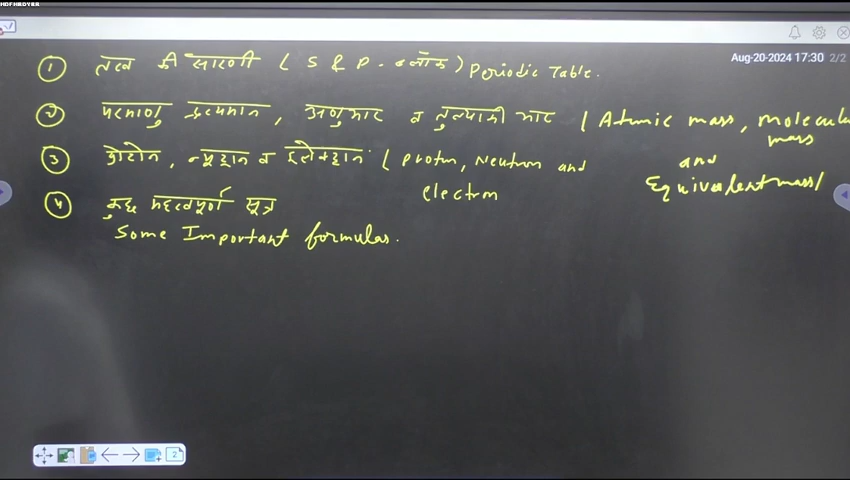 Aug-20-2024 17:30 2/2
① तत्व की सारणी ( S & P - ब्लॉक ) Periodic Table.
② परमाणु द्रव्यमान, अणुभार व तुल्यांकी भार ( Atomic mass, molecular mass and Equivalent mass)
③ प्रोटोन, न्यूट्रान व इलेक्ट्रान ( Proton, Neutron and electron
④ कुछ महत्वपूर्ण सूत्र
Some Important formulas.
2